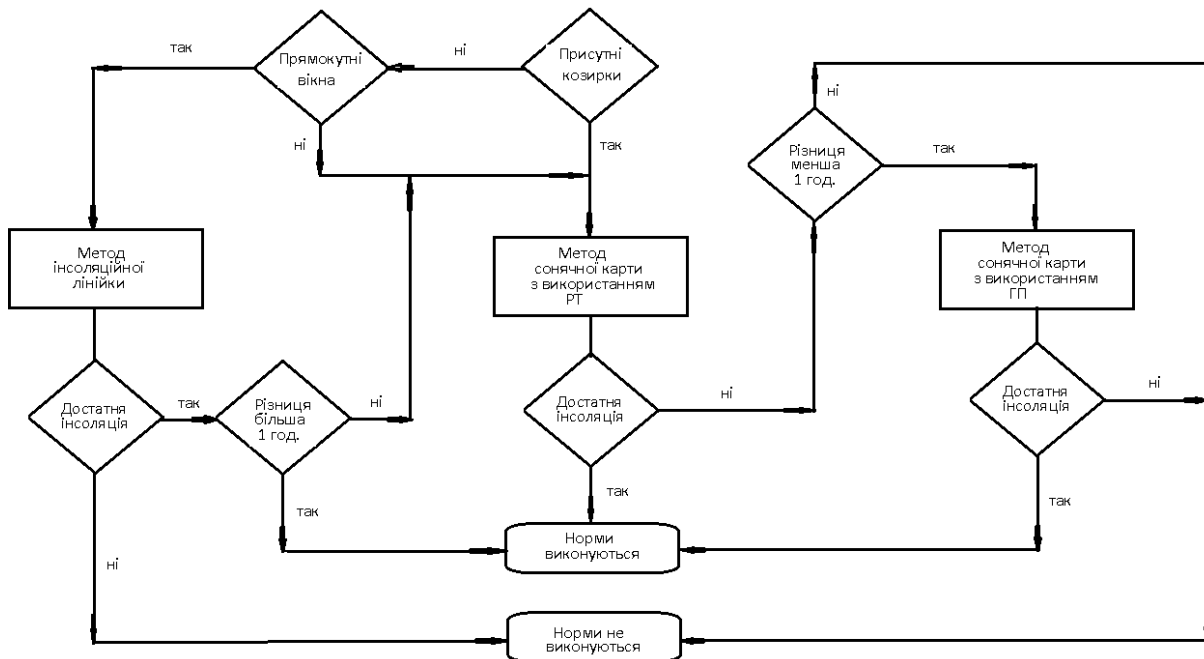 так
Прямокутні
вікна
ні
Присутні
козирки
ні
так
ні
Різниця
менша
1 год.
так
Метод
інсоляційної
лінійки
Метод
сонячної карти
з використанням
РТ
Метод
сонячної карти
з використанням
ГП
Достатня
інсоляція
так
Різниця
більша
1 год.
ні
Достатня
інсоляція
ні
Достатня
інсоляція
ні
так
так
так
ні
Норми
виконуються
Норми не
виконуються